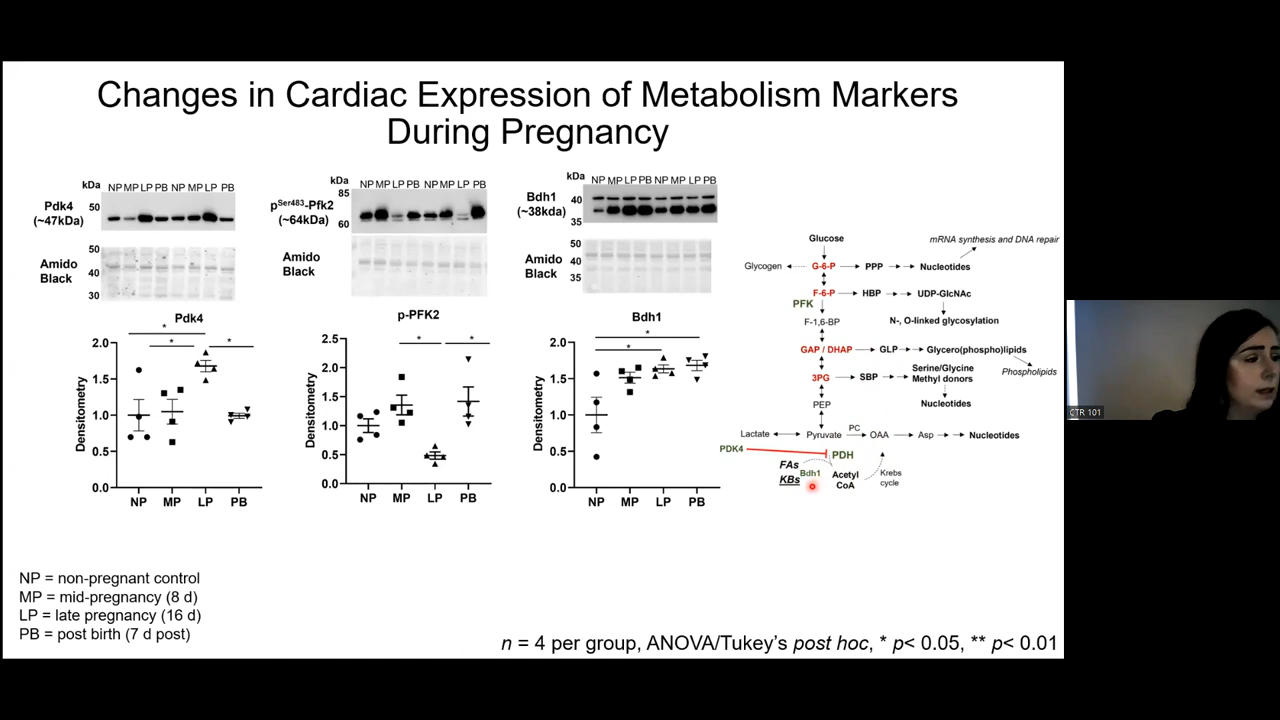 Changes in Cardiac Expression of Metabolism Markers
During Pregnancy
kDa
NP MP LP PB NP MP LP PB
Pdk4
(~47kDa)
50
Amido
Black
50
40
30
kDa
NP MP LP PB NP MP LP PB
85
pSer483-Pfk2
(~64kDa)
60
Amido
Black
kDa
NP MP LP PB NP MP LP PB
Bdh1
(~38kda)
40
35
Amido
Black
50
40
35
Pdk4
*
* *
Densitometry
2.0
1.5
1.0
0.5
0.0
NP MP LP PB
p-PFK2
* *
Densitometry
2.5
2.0
1.5
1.0
0.5
0.0
NP MP LP PB
Bdh1
*
*
Densitometry
2.0
1.5
1.0
0.5
0.0
NP MP LP PB
Glucose
mRNA synthesis and DNA repair
Glycogen G-6-P PPP Nucleotides
F-6-P HBP UDP-GlcNAc
PFK
F-1,6-BP N-, O-linked glycosylation
GAP / DHAP GLP Glycero(phospho)lipids
Phospholipids
3PG SBP Serine/Glycine
Methyl donors
PEP Nucleotides
Lactate Pyruvate PC OAA Asp Nucleotides
PDK4 PDH
FAs
KBs
Bdh1
Acetyl
CoA
Krebs
cycle
CTR 101
NP = non-pregnant control
MP = mid-pregnancy (8 d)
LP = late pregnancy (16 d)
PB = post birth (7 d post)
n = 4 per group, ANOVA/Tukey's post hoc, * p< 0.05, ** p< 0.01